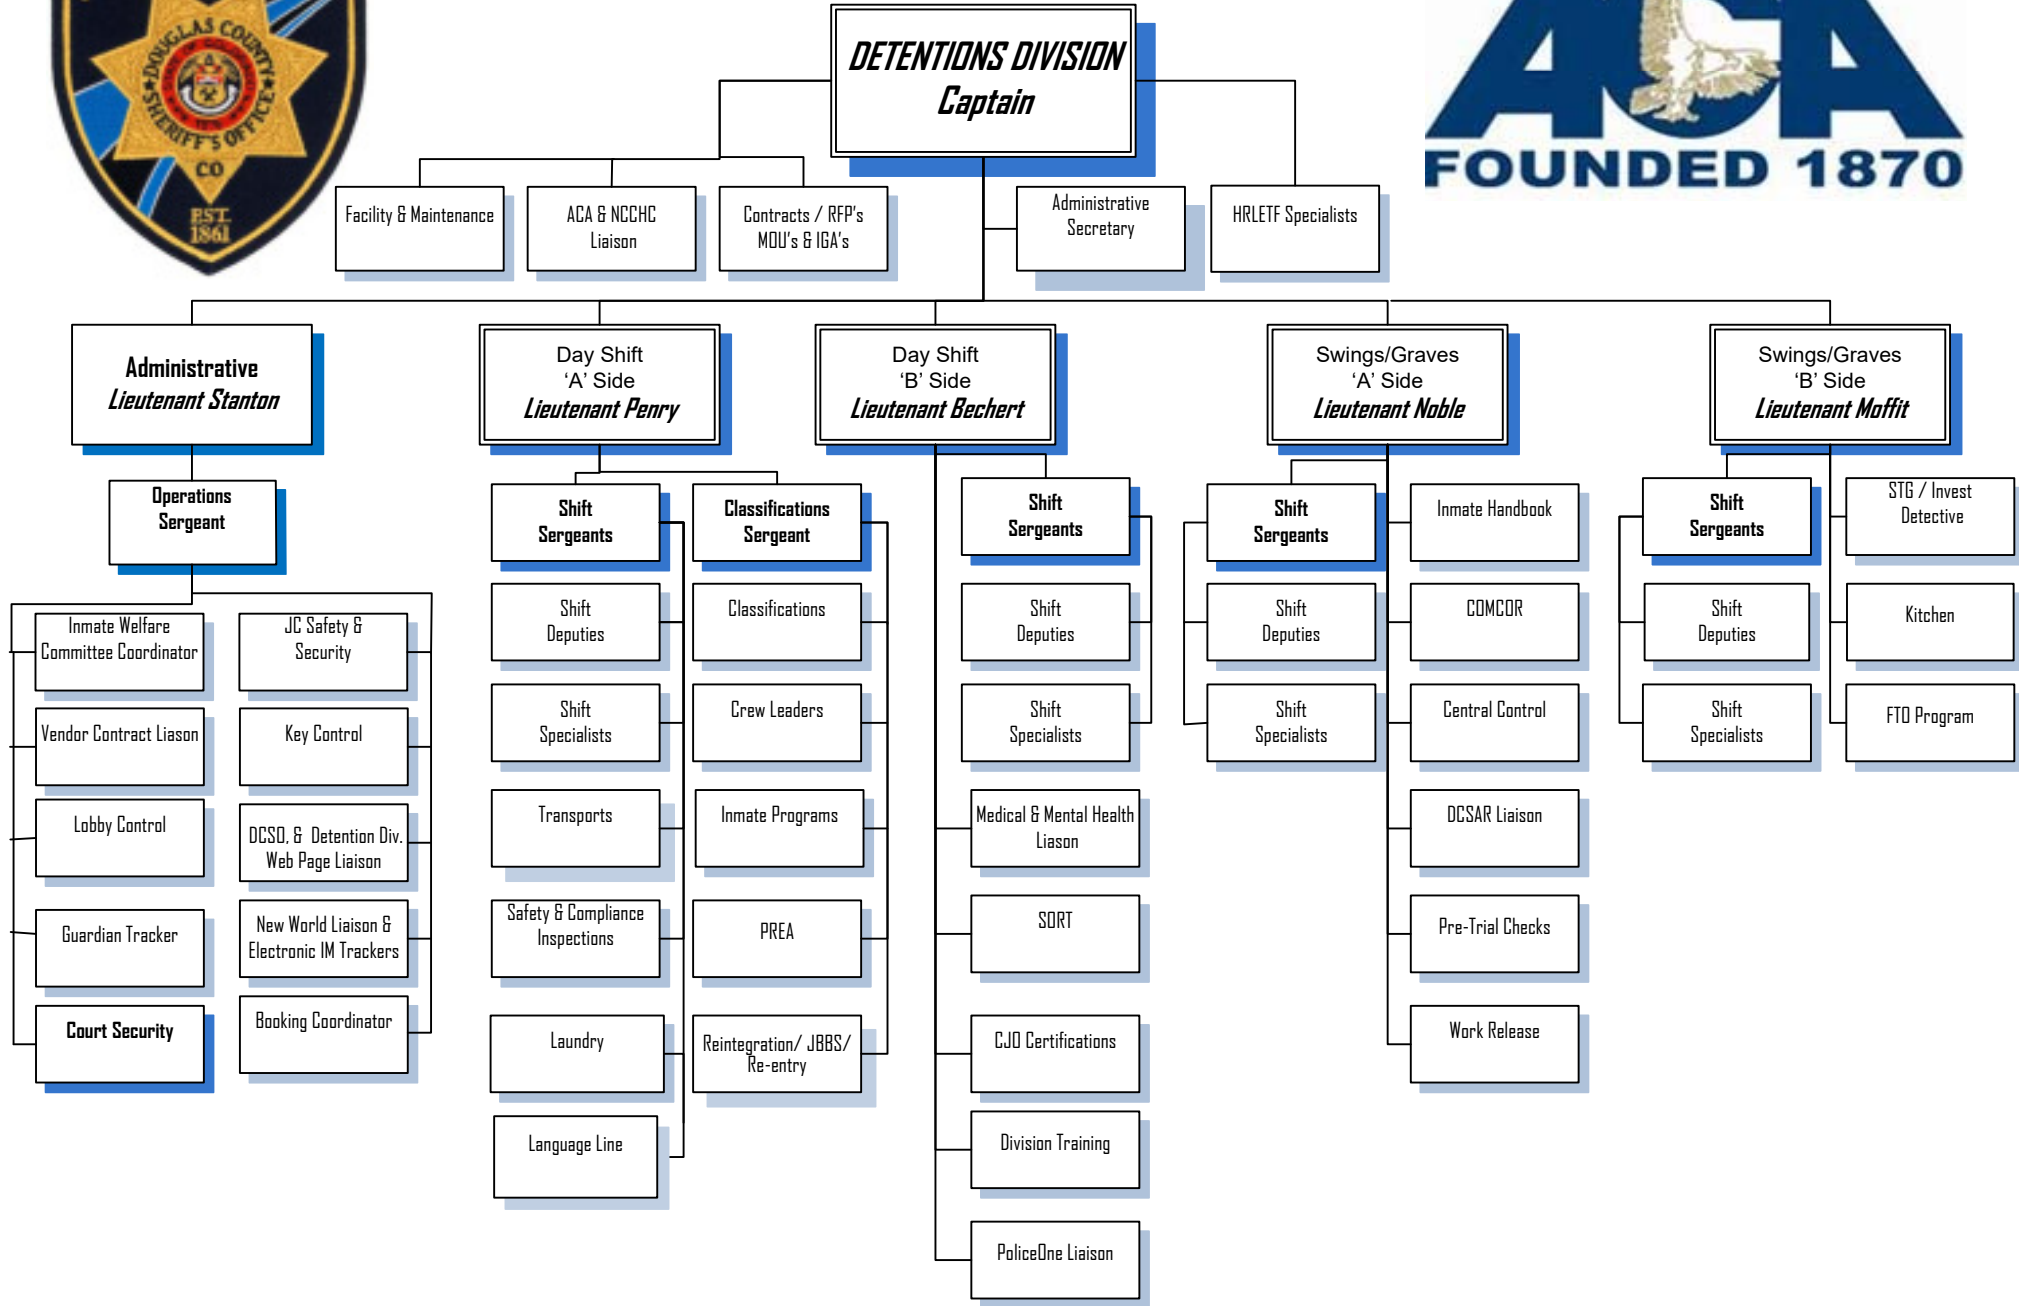 DOUGLAS COUNTY
STATE OF COLORADO
SHERIFF'S OFFICE
CO
EST.
1861
DETENTIONS DIVISION
Captain
ACA
FOUNDED 1870
Facility & Maintenance
ACA & NCCHC
Liaison
Contracts / RFP's
MOU's & IGA's
Administrative
Secretary
HRLETF Specialists
Administrative
Lieutenant Stanton
Day Shift
‘A’ Side
Lieutenant Penry
Day Shift
‘B’ Side
Lieutenant Bechert
Swings/Graves
‘A’ Side
Lieutenant Noble
Swings/Graves
‘B’ Side
Lieutenant Moffit
Operations
Sergeant
Inmate Welfare
Committee Coordinator
Vendor Contract Liason
Lobby Control
Guardian Tracker
Court Security
JC Safety &
Security
Key Control
DCSO, & Detention Div.
Web Page Liaison
New World Liaison &
Electronic IM Trackers
Booking Coordinator
Shift
Sergeants
Shift
Deputies
Shift
Specialists
Transports
Safety & Compliance
Inspections
Laundry
Language Line
Classifications
Sergeant
Classifications
Crew Leaders
Inmate Programs
PREA
Reintegration/ JBBS/
Re-entry
Shift
Sergeants
Shift
Deputies
Shift
Specialists
Medical & Mental Health
Liason
SORT
CJO Certifications
Division Training
PoliceOne Liaison
Shift
Sergeants
Shift
Deputies
Shift
Specialists
Inmate Handbook
COMCOR
Central Control
DCSAR Liaison
Pre-Trial Checks
Work Release
Shift
Sergeants
Shift
Deputies
Shift
Specialists
STG / Invest
Detective
Kitchen
FTO Program